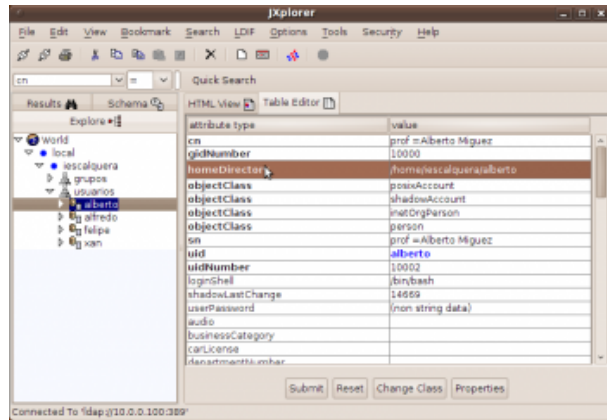 JXplorer
File Edit View Bookmark Search LDIF Options Tools Security Help
cn = Quick Search
Results Schema HTML View Table Editor
Explore
attribute type value
World
local
iescalquera
grupos
usuarios
alberto
alfredo
felipe
xan
cn prof =Alberto Miguez
gidNumber 10000
homeDirectory /home/iescalquera/alberto
objectClass posixAccount
objectClass shadowAccount
objectClass inetOrgPerson
objectClass person
sn prof =Alberto Miguez
uid alberto
uidNumber 10002
loginShell /bin/bash
shadowLastChange 14669
userPassword (non string data)
audio
businessCategory
carLicense
departmentNumber
Submit Reset Change Class Properties
Connected To 'ldap://10.0.0.100:389'